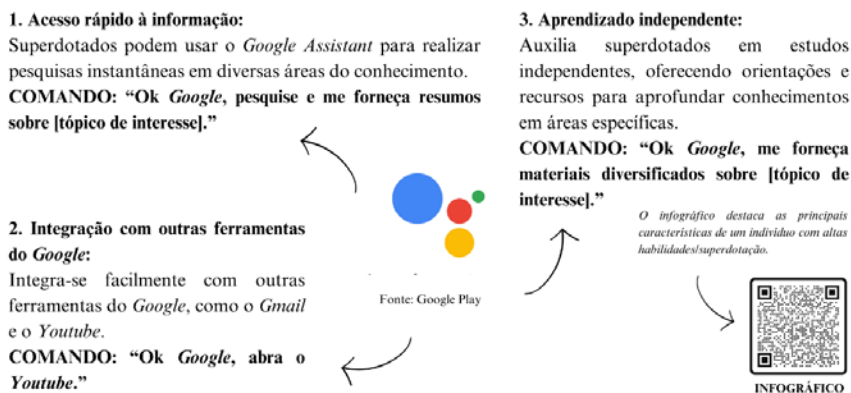 1. Acesso rápido à informação:
Superdotados podem usar o Google Assistant para realizar
pesquisas instantâneas em diversas áreas do conhecimento.
COMANDO: “Ok Google, pesquise e me forneça resumos
sobre [tópico de interesse].”
2. Integração com outras ferramentas
do Google:
Integra-se facilmente com outras
ferramentas do Google, como o Gmail
e o Youtube.
COMANDO: “Ok Google, abra o
Youtube.”
Fonte: Google Play
3. Aprendizado independente:
Auxilia superdotados em estudos
independentes, oferecendo orientações e
recursos para aprofundar conhecimentos
em áreas específicas.
COMANDO: “Ok Google, me forneça
materiais diversificados sobre [tópico de
interesse].”
O infográfico destaca as principais
características de um indivíduo com altas
habilidades/superdotação.
INFOGRÁFICO